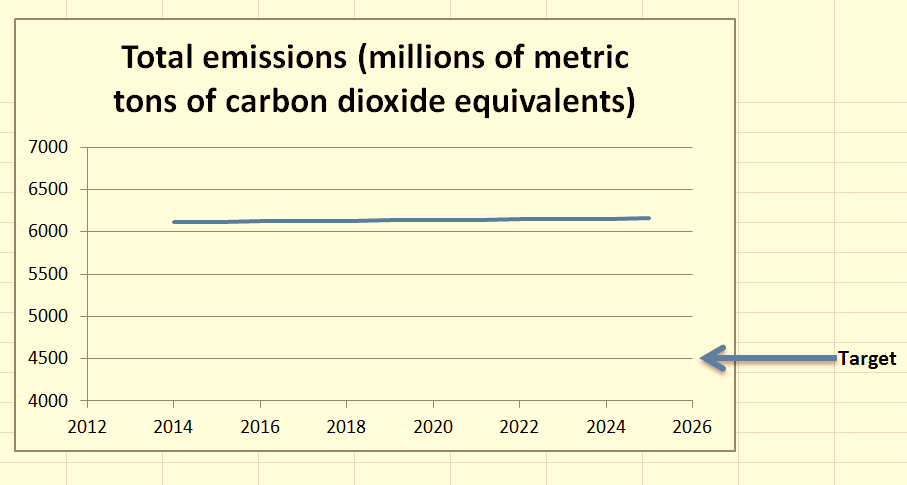 Total emissions (millions of metric
tons of carbon dioxide equivalents)
7000
6500
6000
5500
5000
4500
Target
4000
2012 2014 2016 2018 2020 2022 2024 2026